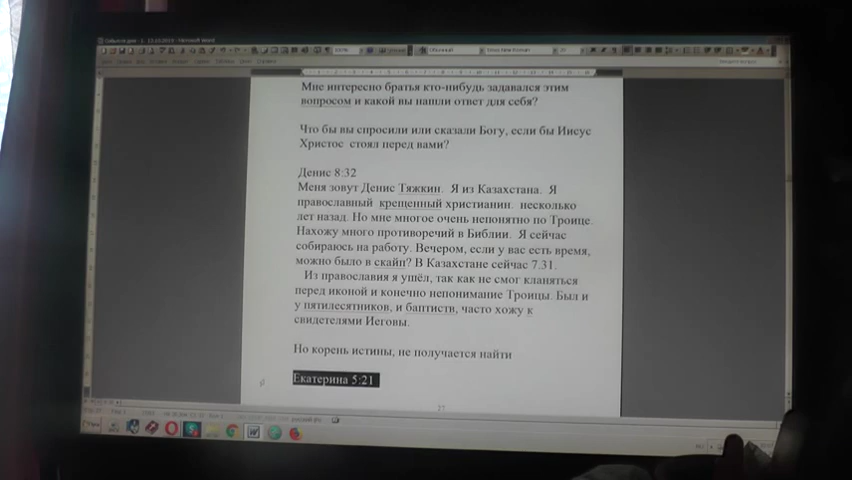 Microsoft Word
Мне интересно братья кто-нибудь задавался этим
вопросом и какой вы нашли ответ для себя?
Что бы вы спросили или сказали Богу, если бы Иисус
Христос стоял перед вами?
Денис 8:32
Меня зовут Денис Тяжкин. Я из Казахстана. Я
православный крещенный христианин. несколько
лет назад. Но мне многое очень непонятно по Троице.
Нахожу много противоречий в Библии. Я сейчас
собираюсь на работу. Вечером, если у вас есть время,
можно было в скайп? В Казахстане сейчас 7.31.
Из православия я ушёл, так как не смог кланяться
перед иконой и конечно непонимание Троицы. Был и
у пятилесятников, и баптиств, часто хожу к
свидетелями Иеговы.
Но корень истины, не получается найти
Екатерина 5:21